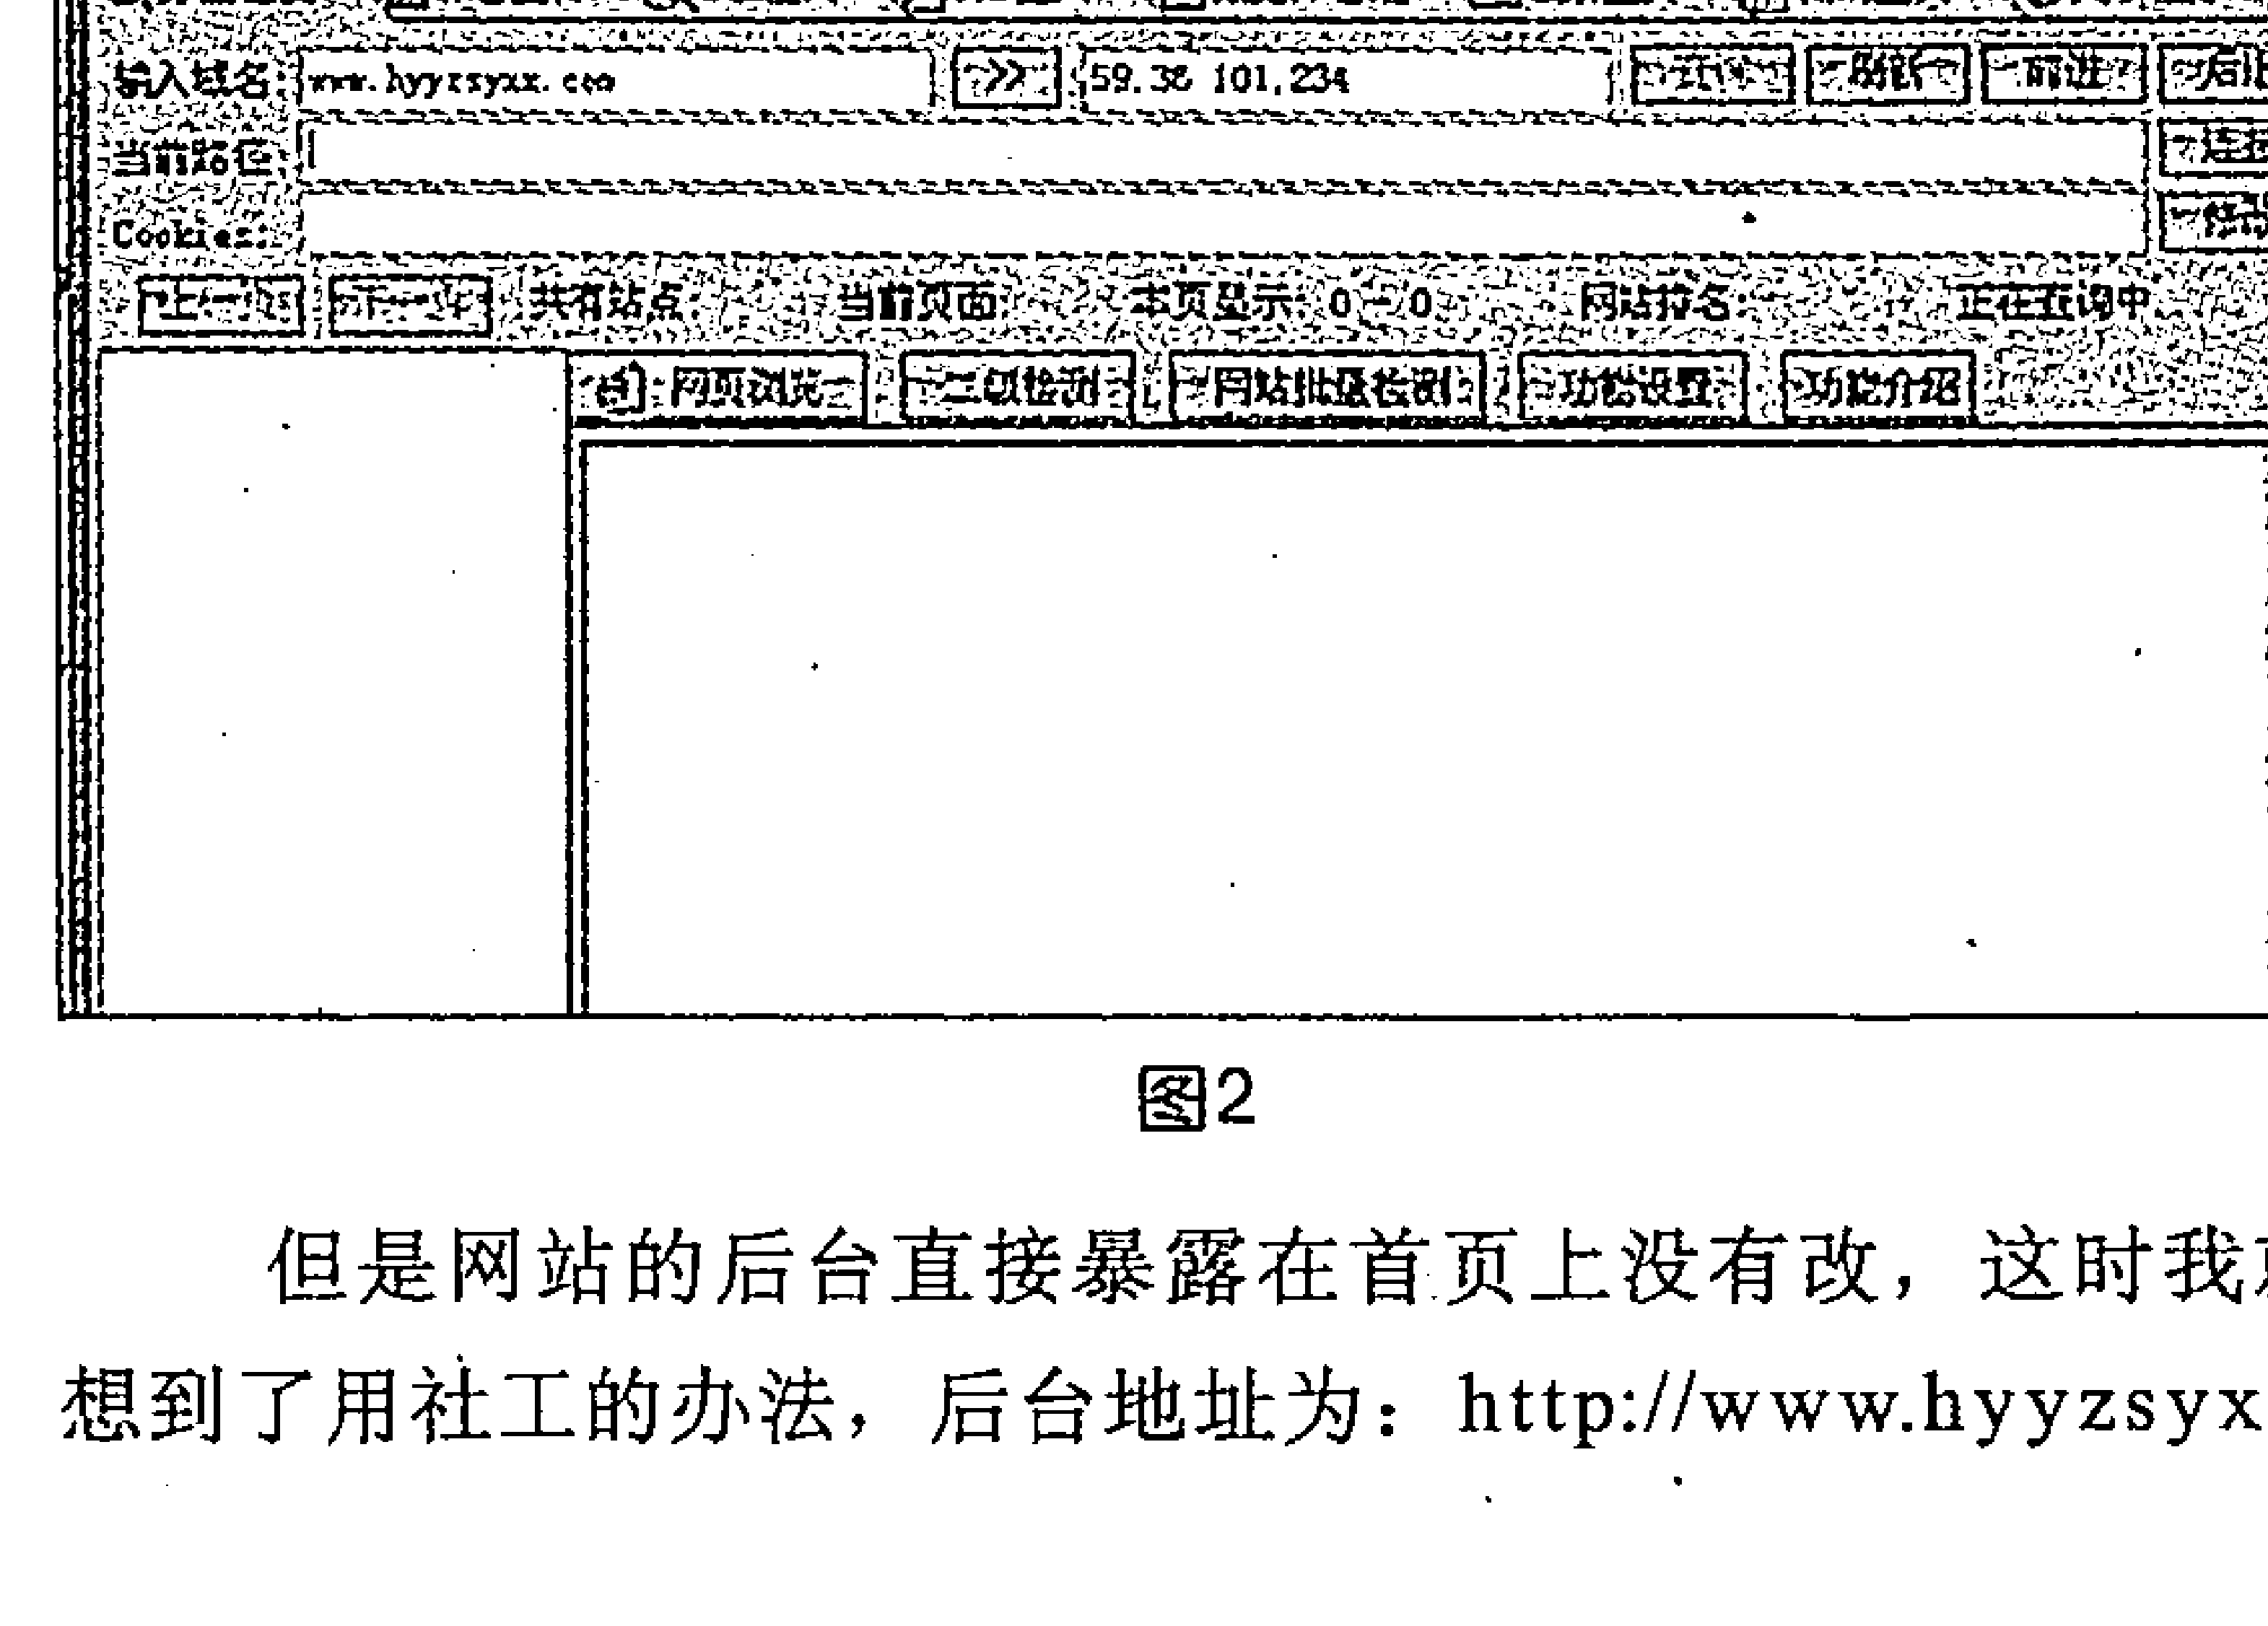 输入域名: www.hyyzsyxx.com >> 59.38.101.234 前进
当前路径:
Cookies:
共有站点: 当前页面: 本页显示: 0 - 0 网站排名: 正在查询中
网页浏览 二级检测 网站批量检测 功能设置 功能介绍
图2
但是网站的后台直接暴露在首页上没有改，这时我
想到了用社工的办法，后台地址为：http://www.hyyzsyx